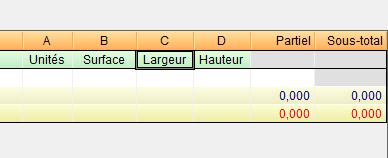 A B C D Partiel Sous-total
Unités Surface Largeur Hauteur
0,000 0,000
0,000 0,000